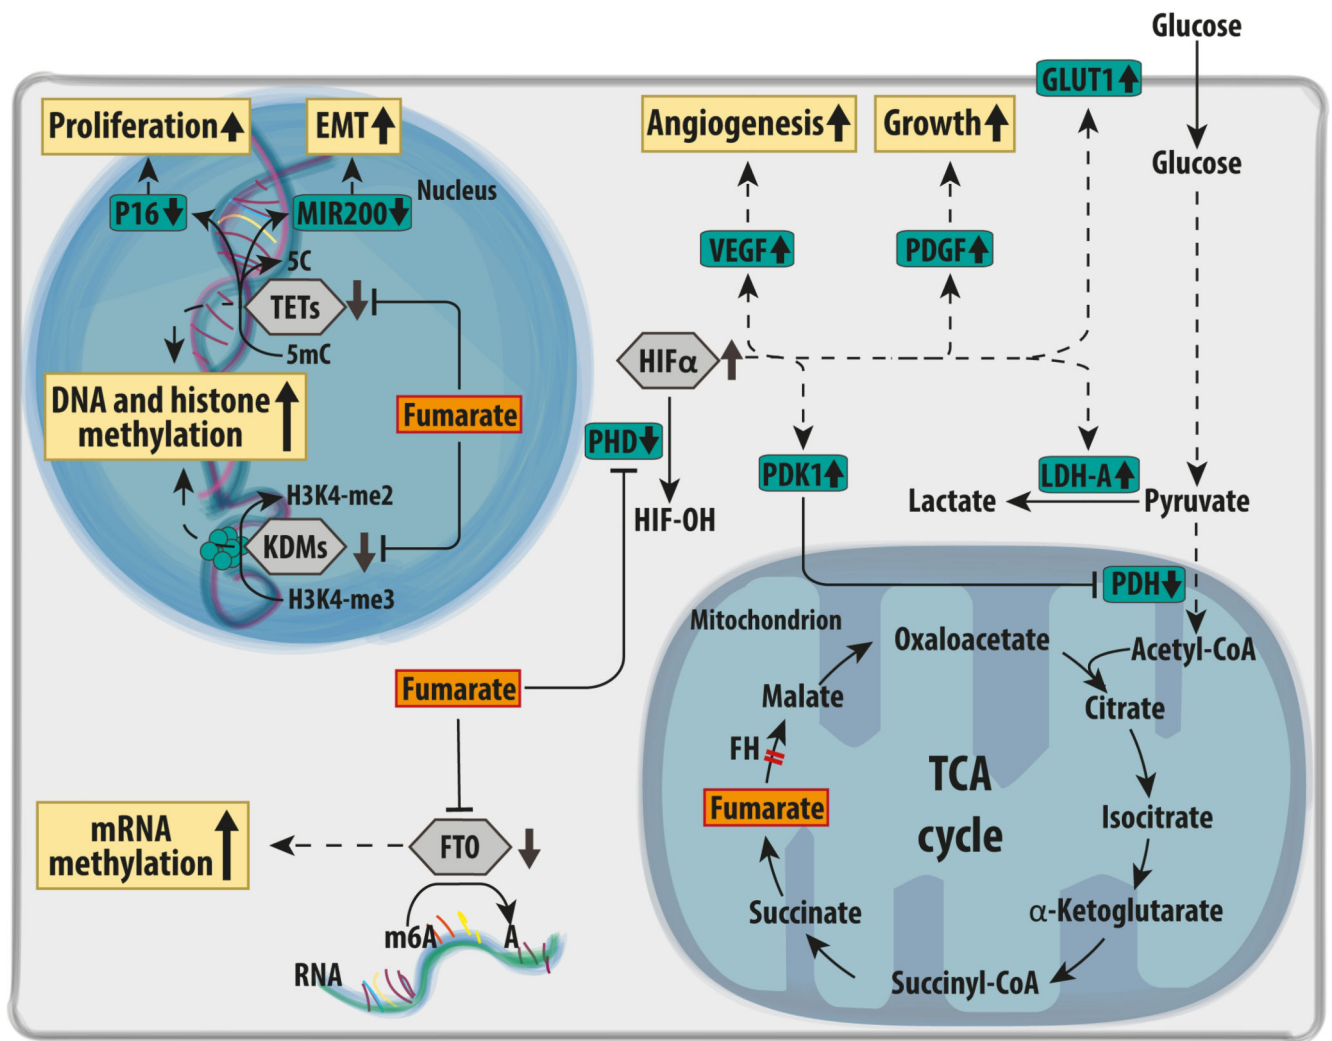 Glucose
GLUT1
Glucose
Proliferation
EMT
Angiogenesis
Growth
Nucleus
P16
MIR200
VEGF
PDGF
5C
TETs
5mC
HIFα
DNA and histone
methylation
Fumarate
PHD
PDK1
LDH-A
HIF-OH
Lactate
Pyruvate
H3K4-me2
KDMs
H3K4-me3
PDH
Mitochondrion
Oxaloacetate
Acetyl-CoA
Fumarate
Malate
Citrate
FH
TCA
cycle
Fumarate
Isocitrate
mRNA
methylation
FTO
Succinate
α-Ketoglutarate
m6A
A
RNA
Succinyl-CoA